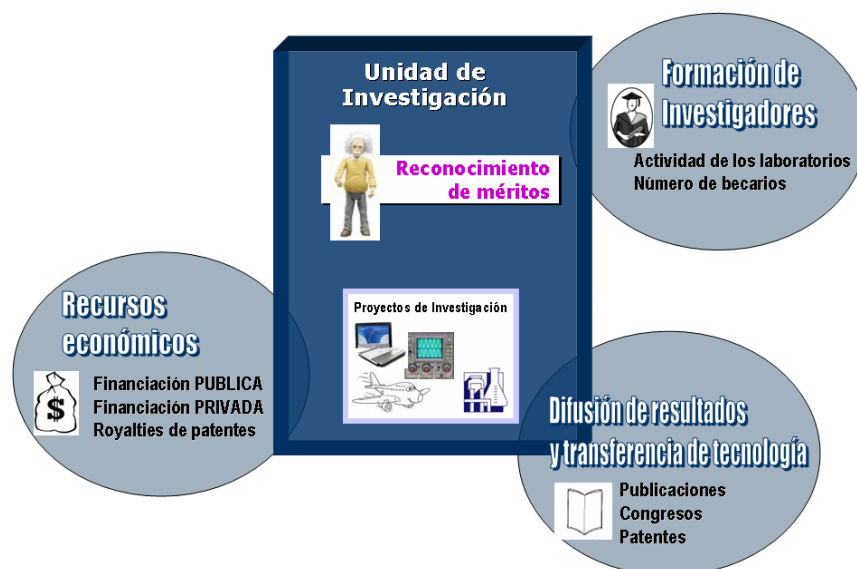 Unidad de
Investigación
Reconocimiento
de méritos
Proyectos de Investigación
Formación de
Investigadores
Actividad de los laboratorios
Número de becarios
Recursos
económicos
$
Financiación PUBLICA
Financiación PRIVADA
Royalties de patentes
Difusión de resultados
y transferencia de tecnología
Publicaciones
Congresos
Patentes